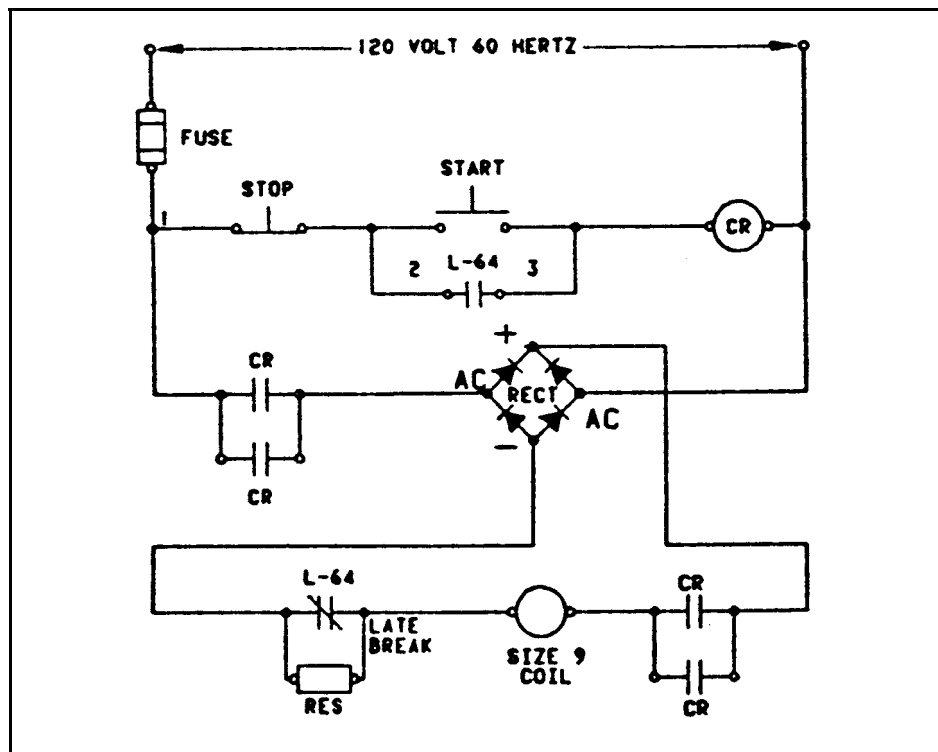 120 VOLT 60 HERTZ
FUSE
STOP
START
1
CR
2
L-64
3
+
CR
AC
RECT
AC
-
CR
L-64
LATE
BREAK
SIZE 9
COIL
CR
RES
CR